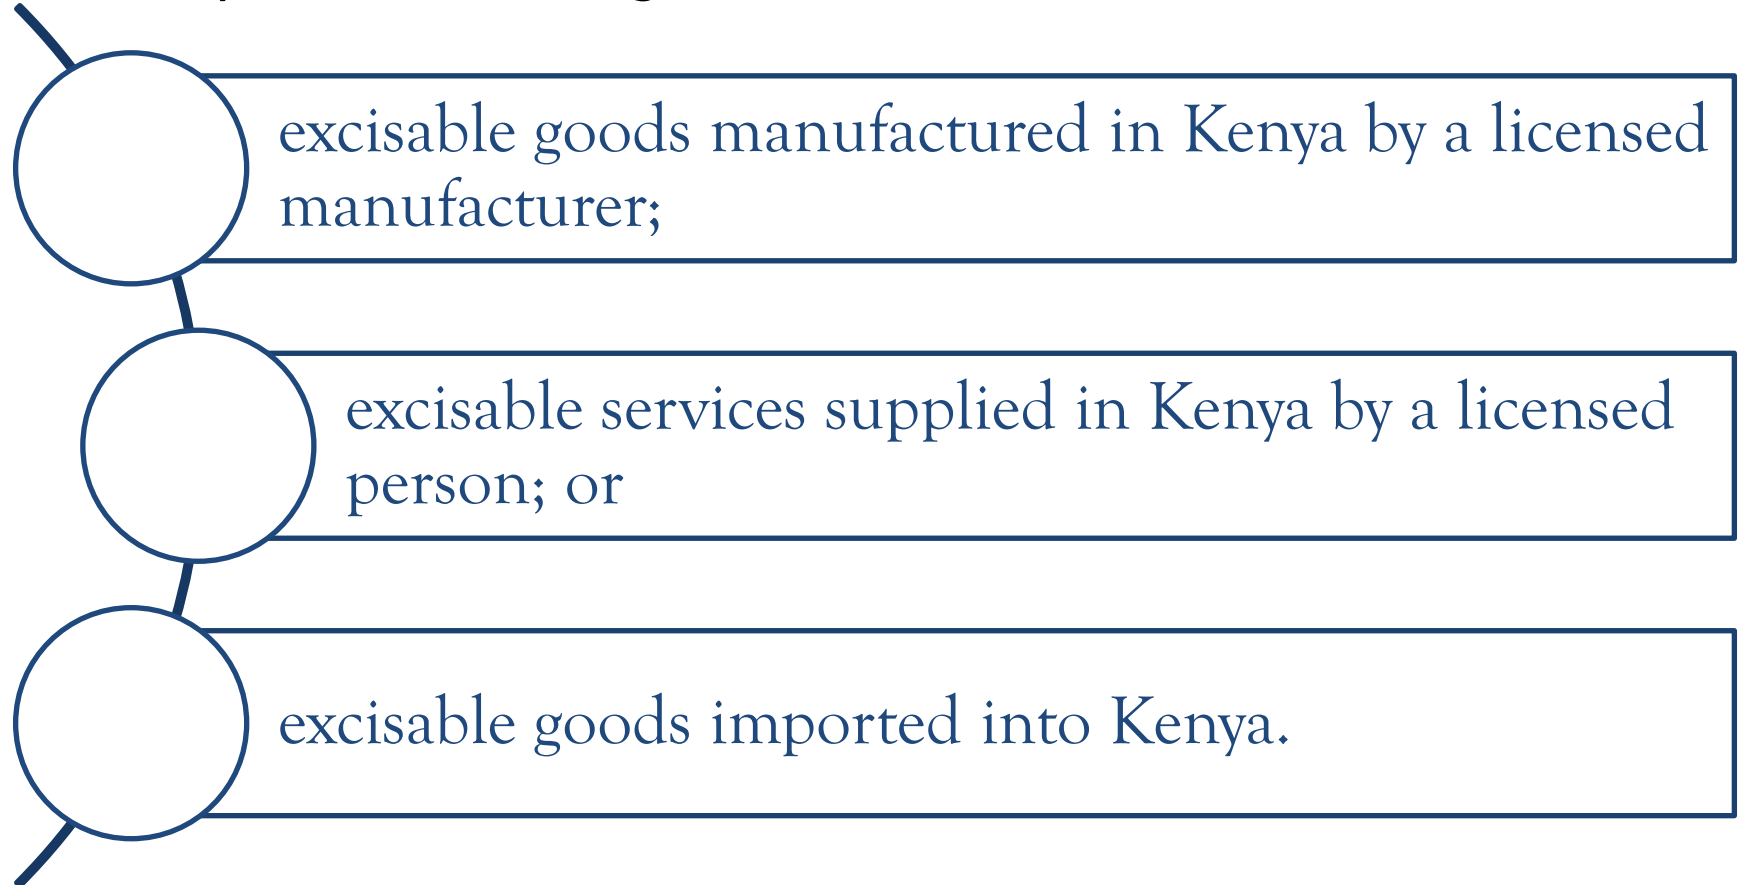 excisable goods manufactured in Kenya by a licensed
manufacturer;
excisable services supplied in Kenya by a licensed
person; or
excisable goods imported into Kenya.